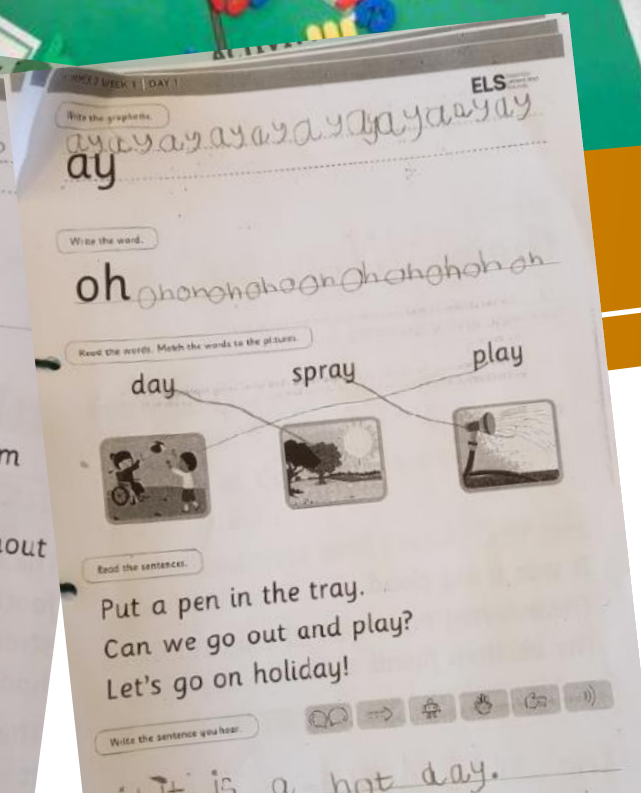 WEEK 1 | DAY 1
ELS
Write the grapheme.
ay ay ay ay ay ay ay ay ay ay ay
ay
Write the word.
oh oh oh oh oh oh oh oh oh oh oh
Read the words. Match the words to the pictures.
day spray play
Read the sentences.
Put a pen in the tray.
Can we go out and play?
Let's go on holiday!
Write the sentence you hear.
It is a hot day.
out